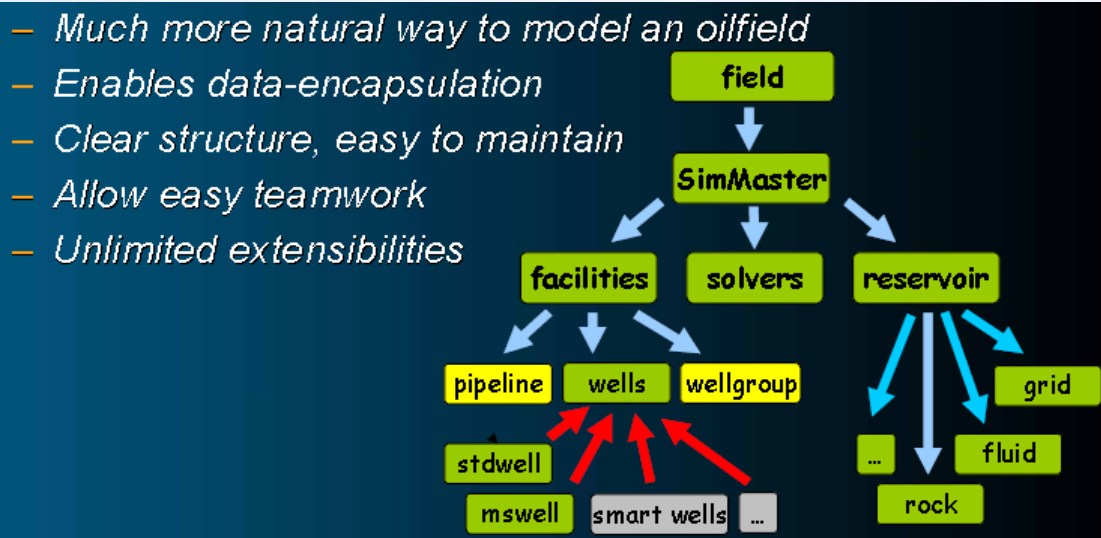 – Much more natural way to model an oilfield
– Enables data-encapsulation
– Clear structure, easy to maintain
– Allow easy teamwork
– Unlimited extensibilities
field
SimMaster
facilities
solvers
reservoir
pipeline
wells
wellgroup
grid
stdwell
...
fluid
mswell
smart wells
...
rock